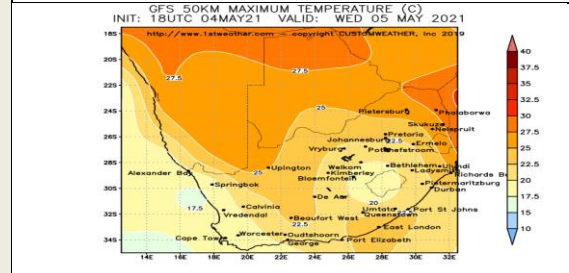 GFS 50KM MAXIMUM TEMPERATURE (C)
INIT: 18UTC 04MAY21 VALID: WED 05 MAY 2021
http://www.1stweather.com - copyright CUSTOMWEATHER, Inc 2019
18S
20S
22S
24S
26S
28S
30S
32S
34S
27.5
27.5
25
Pietersburg
Phalaborwa
Skukuza
Nelspruit
Pretoria
Johannesburg
22.5
Ermelo
Vryburg
Potchefstroom
Welkom
Bethlehem
Ulundi
25
Upington
Kimberley
Ladysmith
Alexander Bay
Bloemfontein
Richards B
Springbok
Pietermaritzburg
Durban
17.5
Calvinia
De Aar
20
Vredendal
Umtata
Port St Johns
Beaufort West
Queenstown
22.5
East London
Cape Town
Worcester
Oudtshoorn
George
Port Elizabeth
14E 16E 18E 20E 22E 24E 26E 28E 30E 32E
40
37.5
35
32.5
30
27.5
25
22.5
20
17.5
15
12.5
10